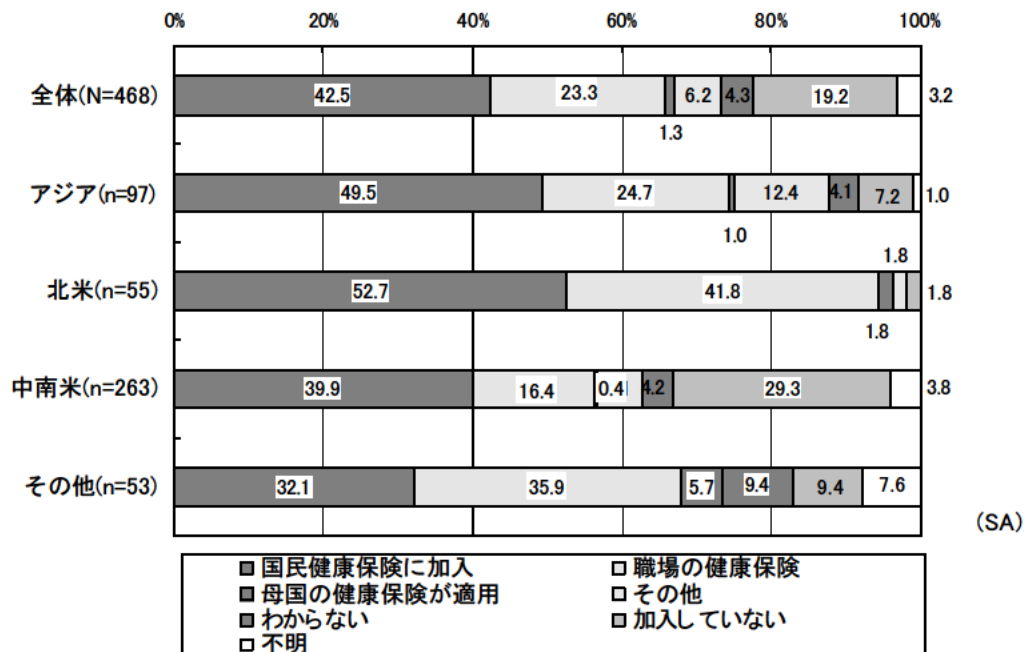 0% 20% 40% 60% 80% 100%
全体(N=468) 42.5 23.3 6.2 4.3 19.2 3.2
1.3
アジア(n=97) 49.5 24.7 12.4 4.1 7.2 1.0
1.0 1.8
北米(n=55) 52.7 41.8 1.8
1.8
中南米(n=263) 39.9 16.4 0.4 4.2 29.3 3.8
その他(n=53) 32.1 35.9 5.7 9.4 9.4 7.6
(SA)
国民健康保険に加入 職場の健康保険
母国の健康保険が適用 その他
わからない 加入していない
不明